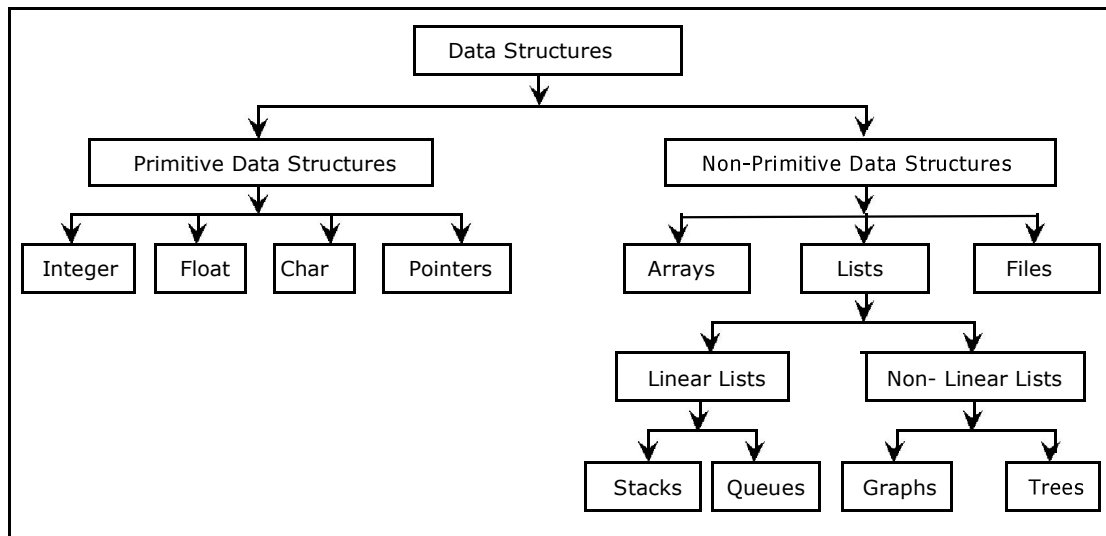 Data Structures
Primitive Data Structures
Non-Primitive Data Structures
Integer
Float
Char
Pointers
Arrays
Lists
Files
Linear Lists
Non- Linear Lists
Stacks
Queues
Graphs
Trees